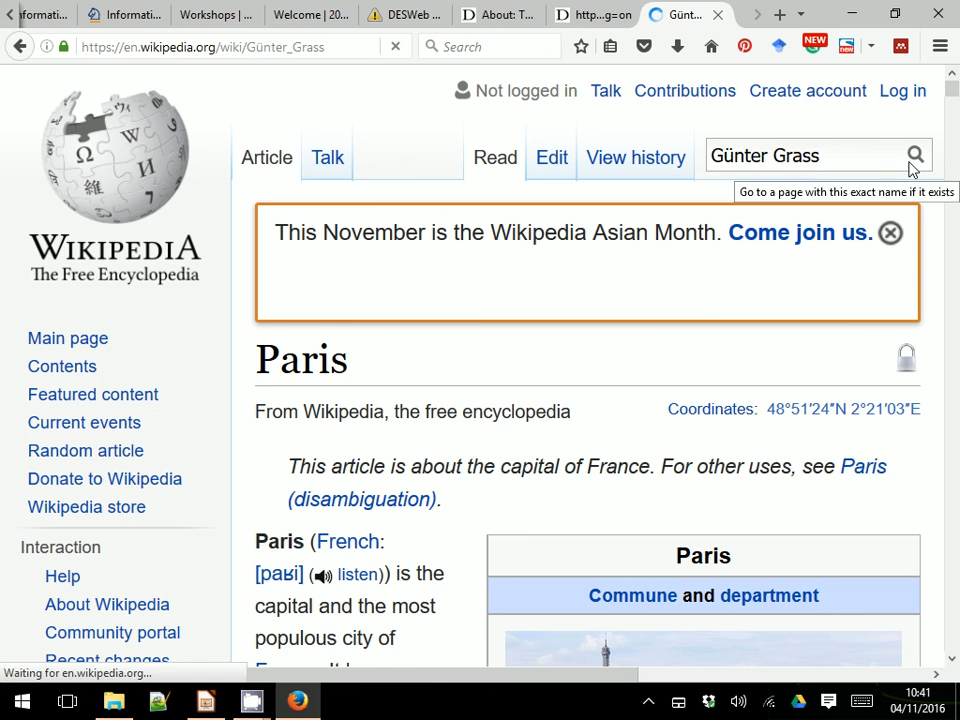 nformati...
Informati...
Workshops | ...
Welcome | 20...
DESWeb ...
D About: T...
D http...g=on
Günt...
https://en.wikipedia.org/wiki/Günter_Grass
Search
NEW
Not logged in Talk Contributions Create account Log in
Article Talk Read Edit View history
Günter Grass
Go to a page with this exact name if it exists
WIKIPEDIA
The Free Encyclopedia
This November is the Wikipedia Asian Month. Come join us.
Main page
Contents
Featured content
Current events
Random article
Donate to Wikipedia
Wikipedia store
Interaction
Help
About Wikipedia
Community portal
Recent changes
Paris
From Wikipedia, the free encyclopedia
Coordinates: 48°51′24″N 2°21′03″E
This article is about the capital of France. For other uses, see Paris
(disambiguation).
Paris (French:
[paʁi] ( listen)) is the
capital and the most
populous city of
Paris
Commune and department
Waiting for en.wikipedia.org...
10:41
04/11/2016